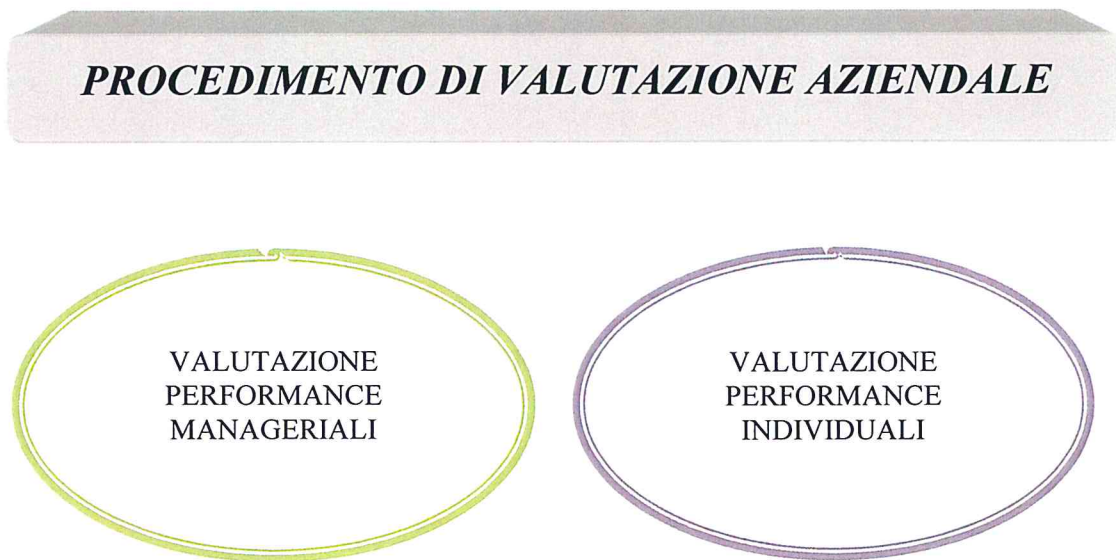 PROCEDIMENTO DI VALUTAZIONE AZIENDALE
VALUTAZIONE
PERFORMANCE
MANAGERIALI
VALUTAZIONE
PERFORMANCE
INDIVIDUALI